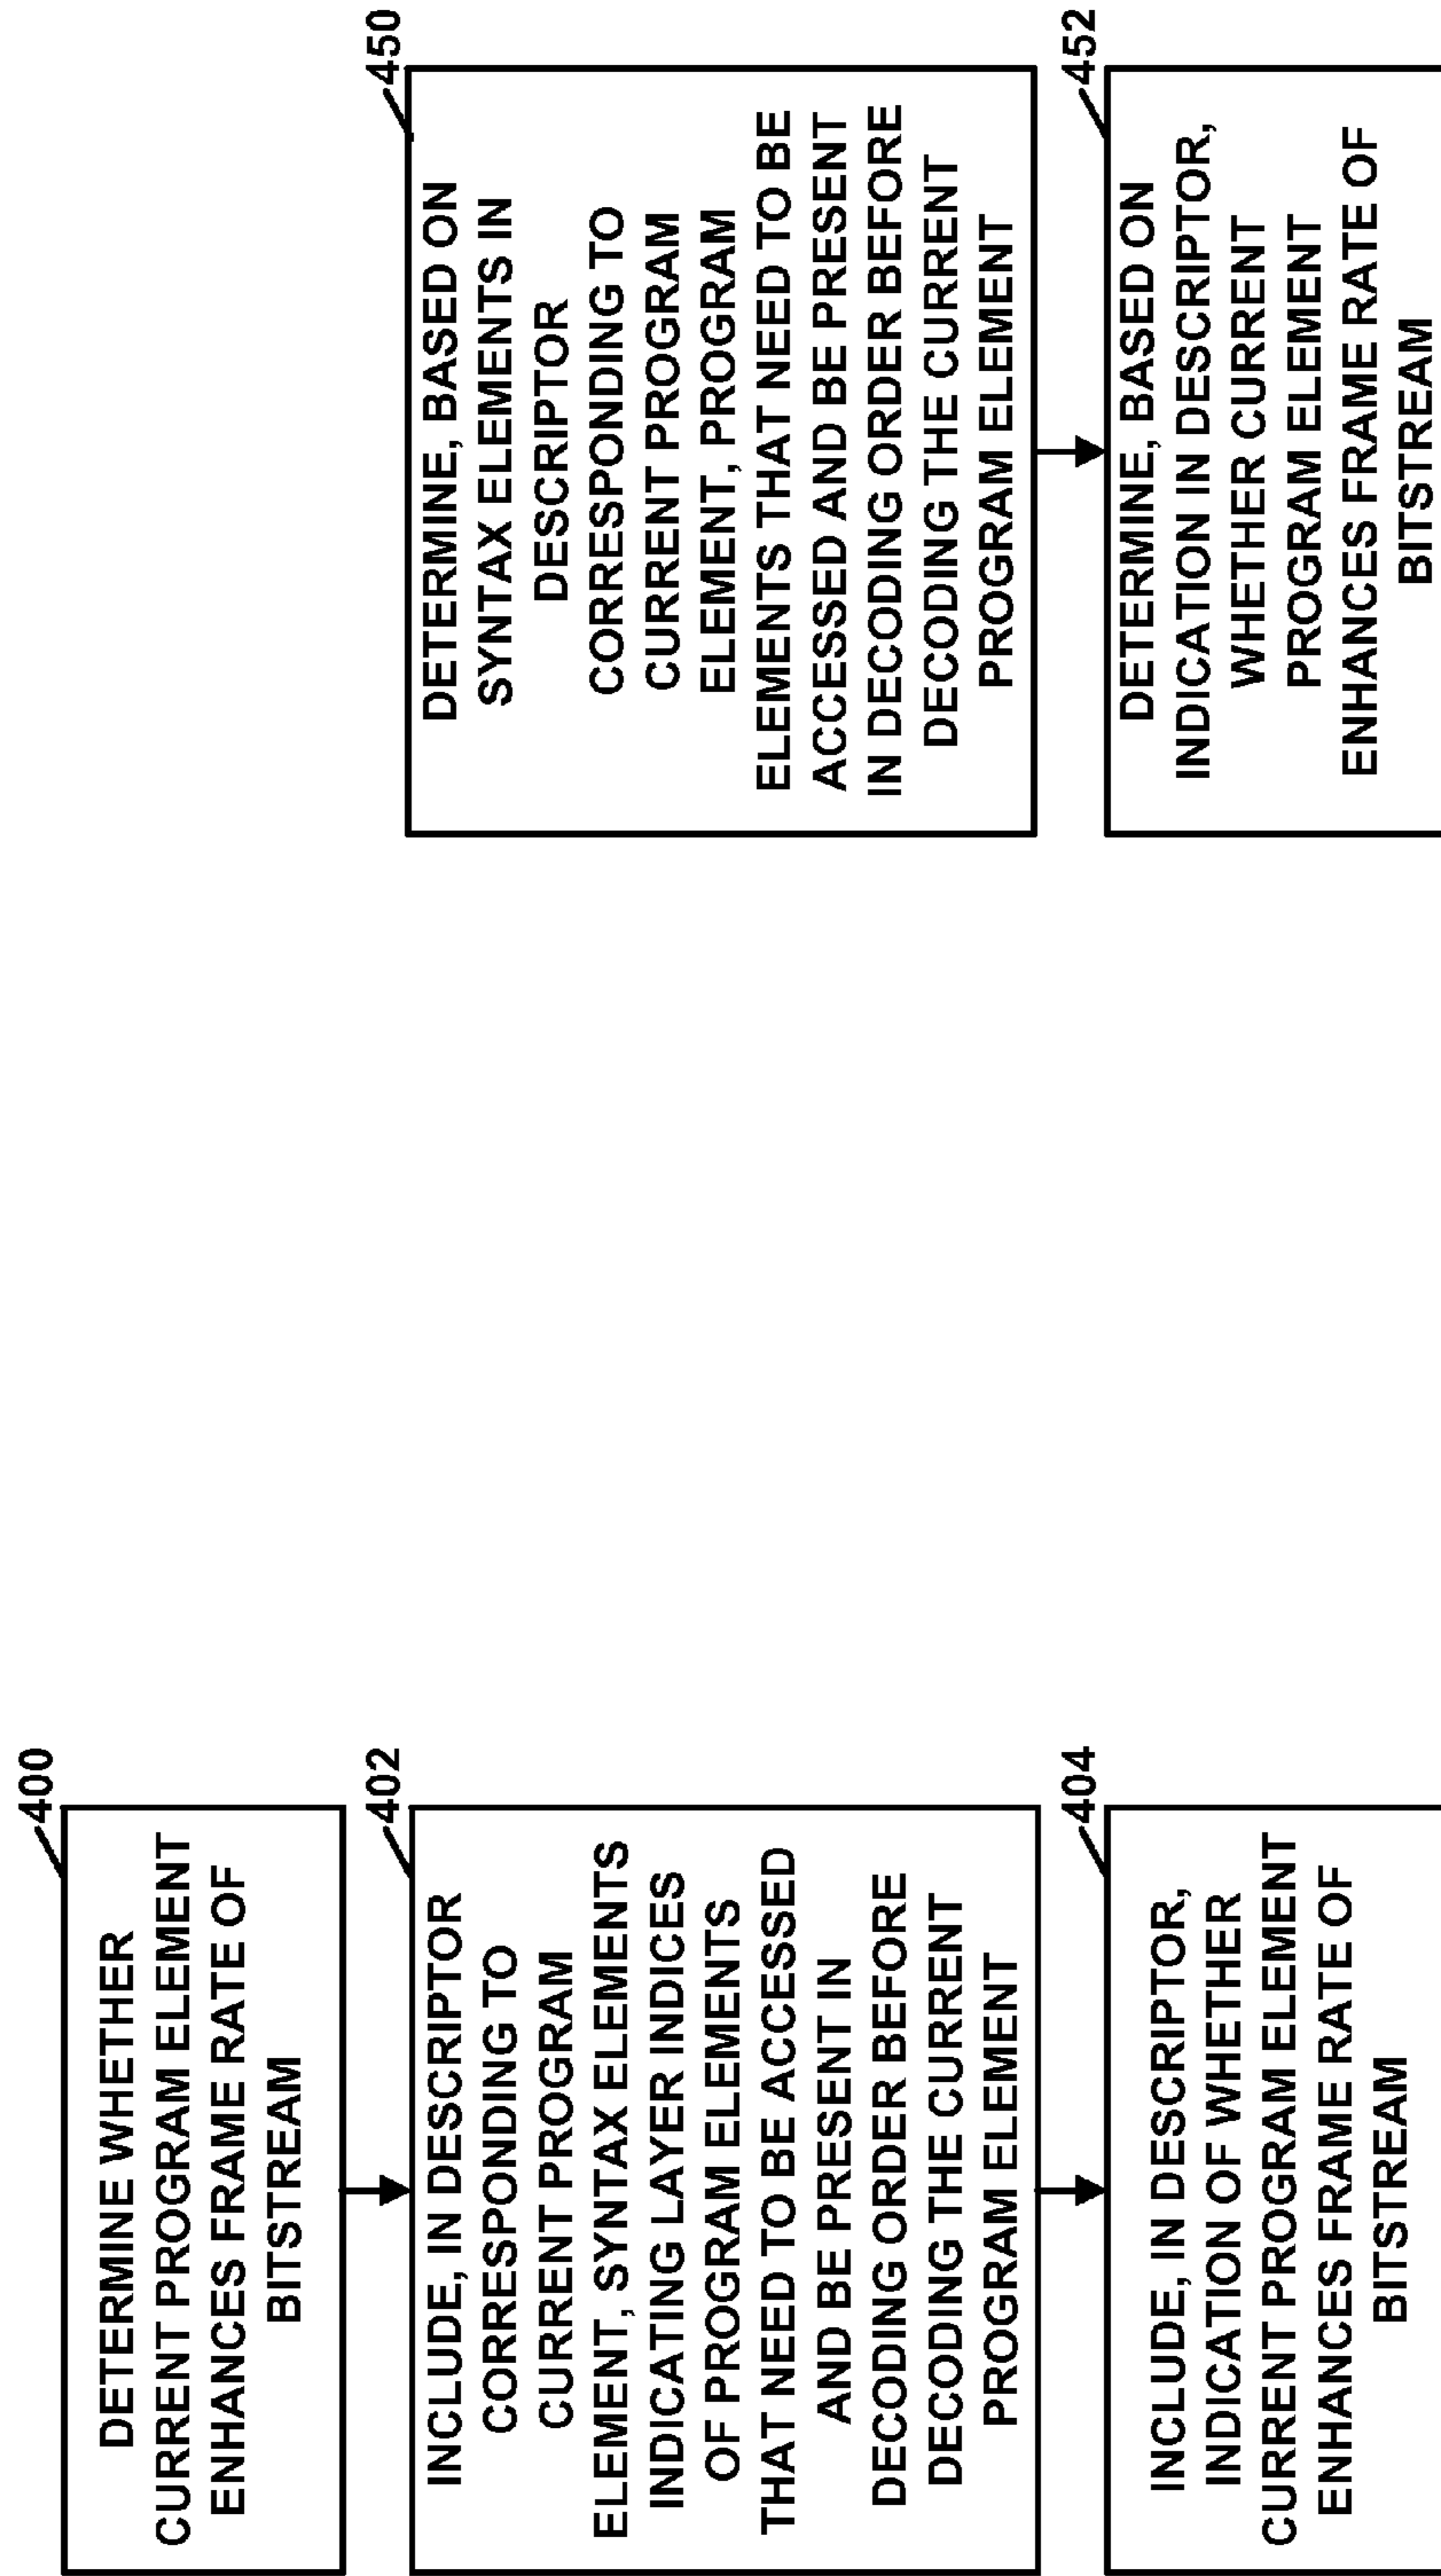 400
DETERMINE WHETHER
CURRENT PROGRAM ELEMENT
ENHANCES FRAME RATE OF
BITSTREAM
402
INCLUDE, IN DESCRIPTOR
CORRESPONDING TO
CURRENT PROGRAM
ELEMENT, SYNTAX ELEMENTS
INDICATING LAYER INDICES
OF PROGRAM ELEMENTS
THAT NEED TO BE ACCESSED
AND BE PRESENT IN
DECODING ORDER BEFORE
DECODING THE CURRENT
PROGRAM ELEMENT
404
INCLUDE, IN DESCRIPTOR,
INDICATION OF WHETHER
CURRENT PROGRAM ELEMENT
ENHANCES FRAME RATE OF
BITSTREAM
450
DETERMINE, BASED ON
SYNTAX ELEMENTS IN
DESCRIPTOR
CORRESPONDING TO
CURRENT PROGRAM
ELEMENT, PROGRAM
ELEMENTS THAT NEED TO BE
ACCESSED AND BE PRESENT
IN DECODING ORDER BEFORE
DECODING THE CURRENT
PROGRAM ELEMENT
452
DETERMINE, BASED ON
INDICATION IN DESCRIPTOR,
WHETHER CURRENT
PROGRAM ELEMENT
ENHANCES FRAME RATE OF
BITSTREAM